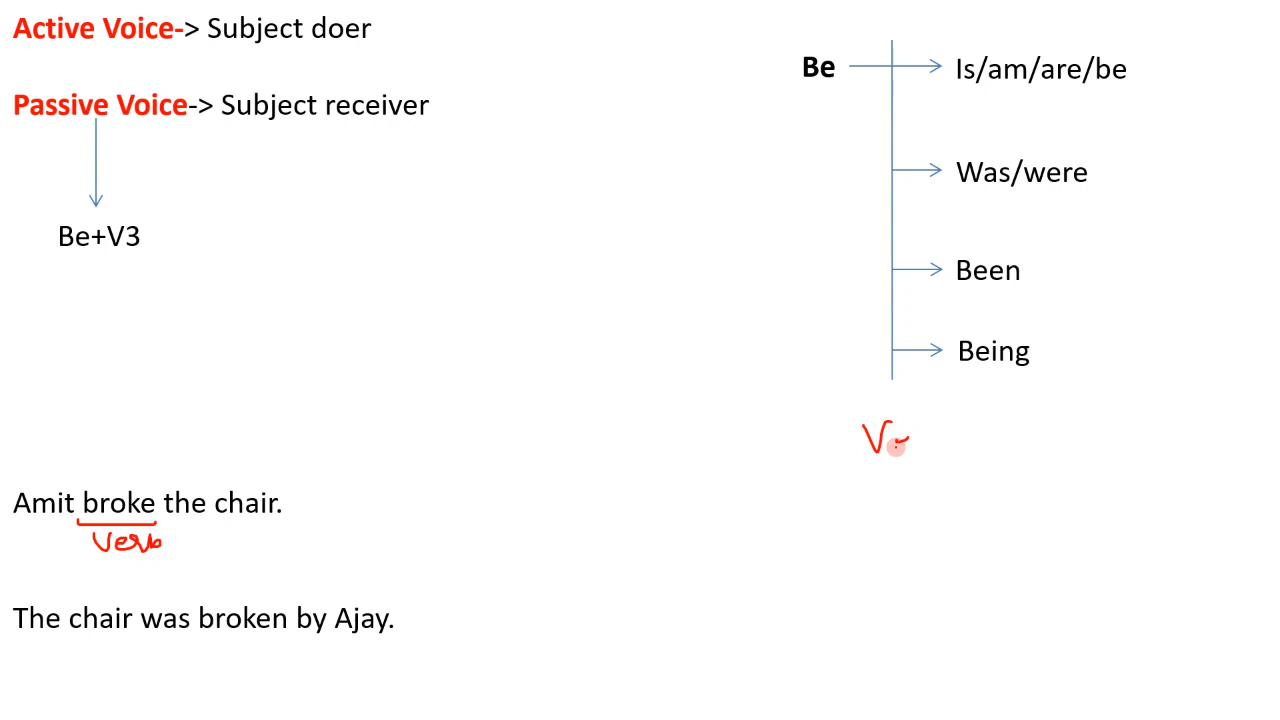 Active Voice-> Subject doer
Passive Voice-> Subject receiver
Be+V3
Be
Is/am/are/be
Was/were
Been
Being
Amit broke the chair.
Verb
The chair was broken by Ajay.